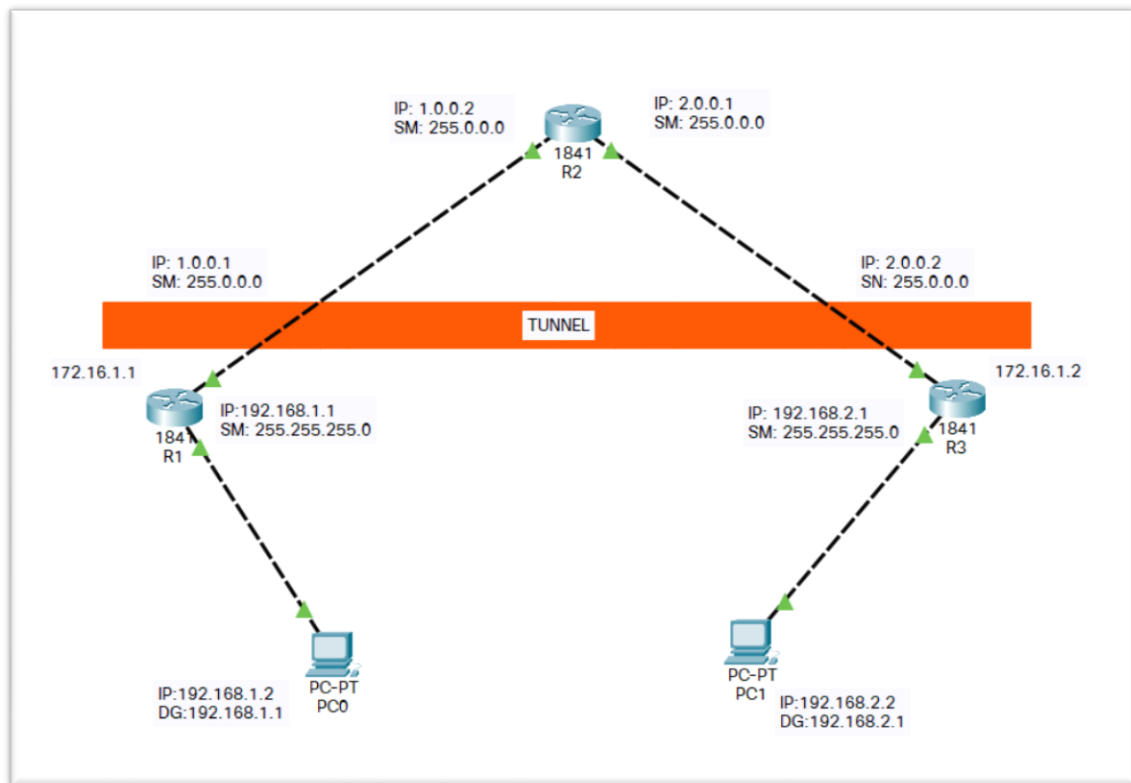 IP: 1.0.0.2
SM: 255.0.0.0
IP: 2.0.0.1
SM: 255.0.0.0
1841
R2
IP: 1.0.0.1
SM: 255.0.0.0
IP: 2.0.0.2
SN: 255.0.0.0
TUNNEL
172.16.1.1
172.16.1.2
IP:192.168.1.1
SM: 255.255.255.0
1841
R1
IP: 192.168.2.1
SM: 255.255.255.0
1841
R3
PC-PT
PC0
IP:192.168.1.2
DG:192.168.1.1
PC-PT
PC1
IP:192.168.2.2
DG:192.168.2.1